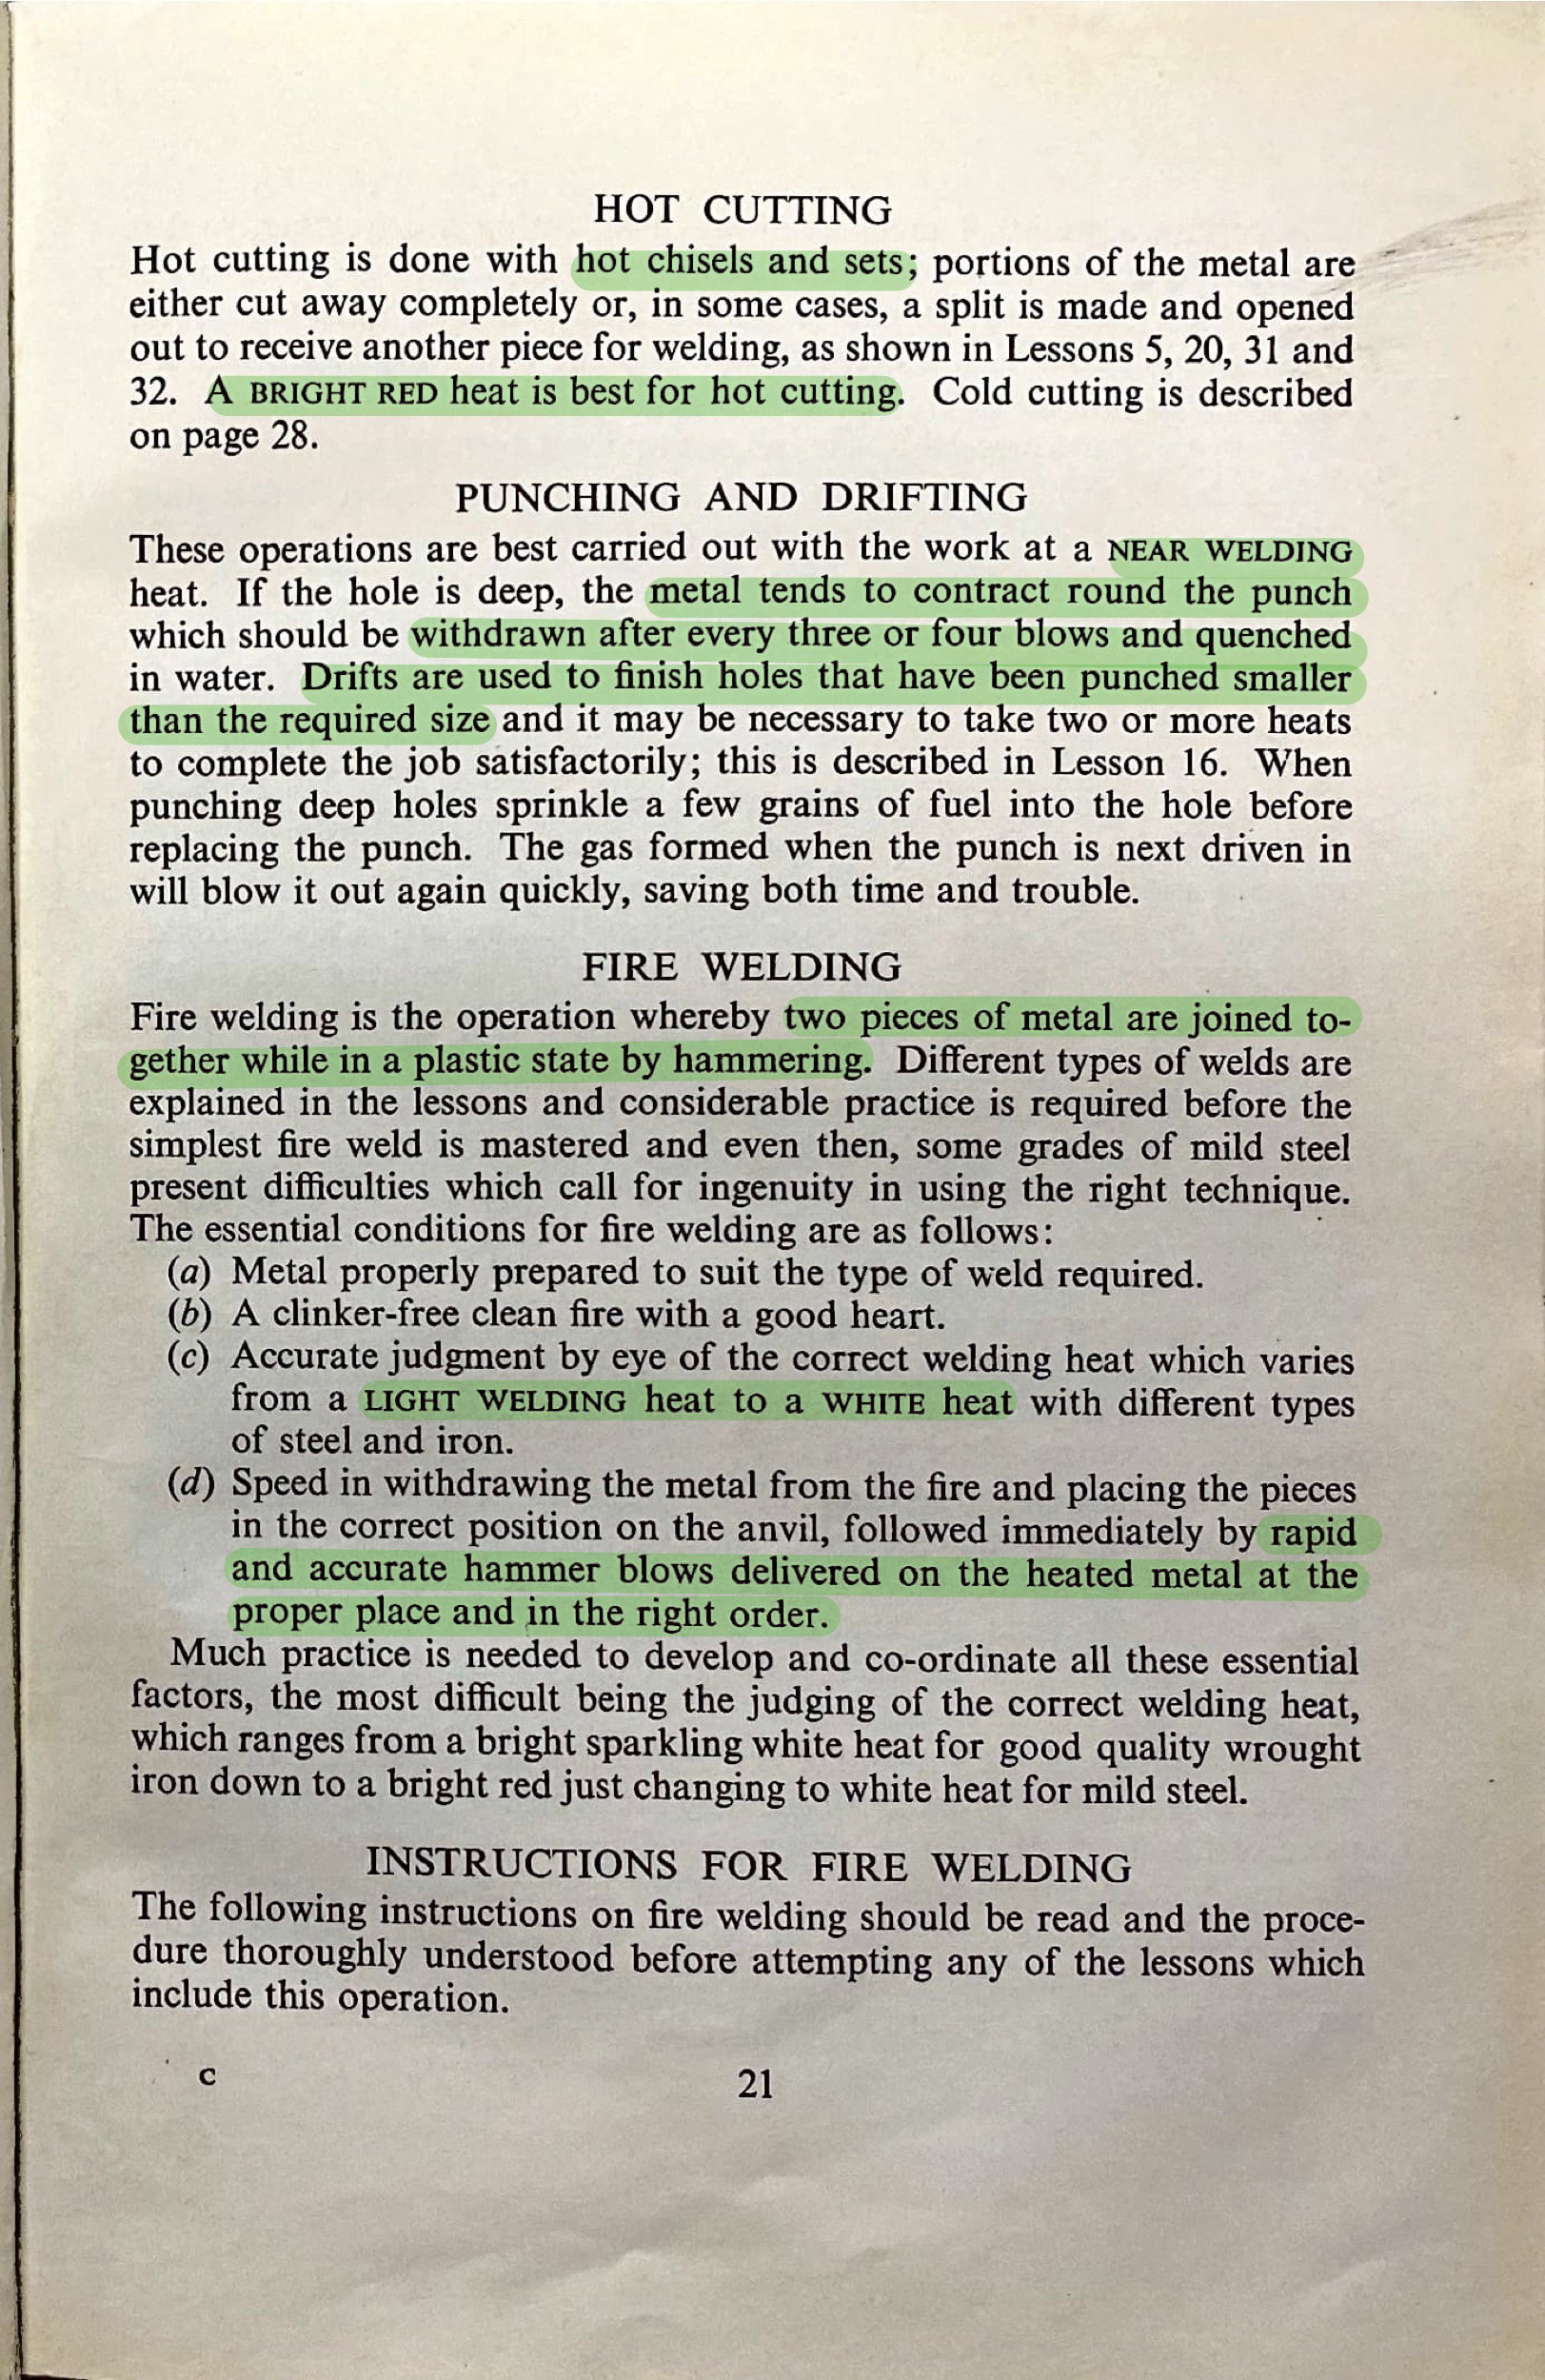 HOT CUTTING
Hot cutting is done with hot chisels and sets; portions of the metal are
either cut away completely or, in some cases, a split is made and opened
out to receive another piece for welding, as shown in Lessons 5, 20, 31 and
32. A BRIGHT RED heat is best for hot cutting. Cold cutting is described
on page 28.
PUNCHING AND DRIFTING
These operations are best carried out with the work at a NEAR WELDING
heat. If the hole is deep, the metal tends to contract round the punch
which should be withdrawn after every three or four blows and quenched
in water. Drifts are used to finish holes that have been punched smaller
than the required size and it may be necessary to take two or more heats
to complete the job satisfactorily; this is described in Lesson 16. When
punching deep holes sprinkle a few grains of fuel into the hole before
replacing the punch. The gas formed when the punch is next driven in
will blow it out again quickly, saving both time and trouble.
FIRE WELDING
Fire welding is the operation whereby two pieces of metal are joined to-
gether while in a plastic state by hammering. Different types of welds are
explained in the lessons and considerable practice is required before the
simplest fire weld is mastered and even then, some grades of mild steel
present difficulties which call for ingenuity in using the right technique.
The essential conditions for fire welding are as follows:
(a) Metal properly prepared to suit the type of weld required.
(b) A clinker-free clean fire with a good heart.
(c) Accurate judgment by eye of the correct welding heat which varies
from a LIGHT WELDING heat to a WHITE heat with different types
of steel and iron.
(d) Speed in withdrawing the metal from the fire and placing the pieces
in the correct position on the anvil, followed immediately by rapid
and accurate hammer blows delivered on the heated metal at the
proper place and in the right order.
Much practice is needed to develop and co-ordinate all these essential
factors, the most difficult being the judging of the correct welding heat,
which ranges from a bright sparkling white heat for good quality wrought
iron down to a bright red just changing to white heat for mild steel.
INSTRUCTIONS FOR FIRE WELDING
The following instructions on fire welding should be read and the proce-
dure thoroughly understood before attempting any of the lessons which
include this operation.
C 21